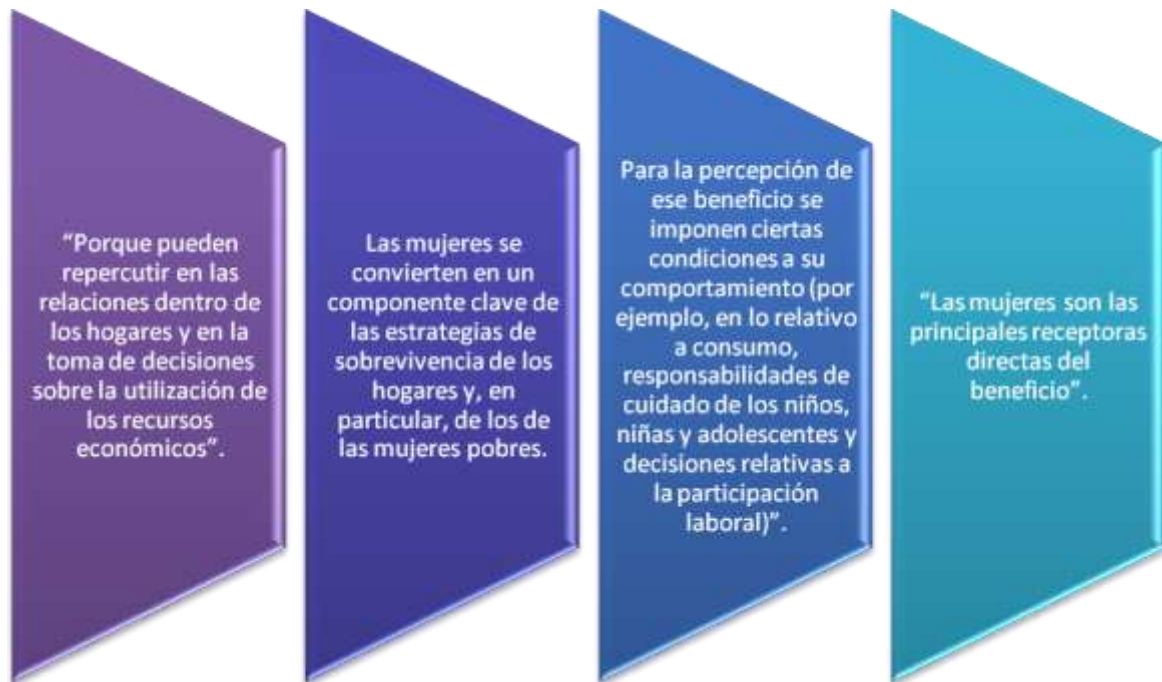 “Porque pueden
repercutir en las
relaciones dentro de
los hogares y en la
toma de decisiones
sobre la utilización de
los recursos
económicos”.
Las mujeres se
convierten en un
componente clave de
las estrategias de
sobrevivencia de los
hogares y, en
particular, de los de
las mujeres pobres.
Para la percepción de
ese beneficio se
imponen ciertas
condiciones a su
comportamiento (por
ejemplo, en lo relativo
a consumo,
responsabilidades de
cuidado de los niños,
niñas y adolescentes y
decisiones relativas a
la participación
laboral)”.
“Las mujeres son las
principales receptoras
directas del
beneficio”.